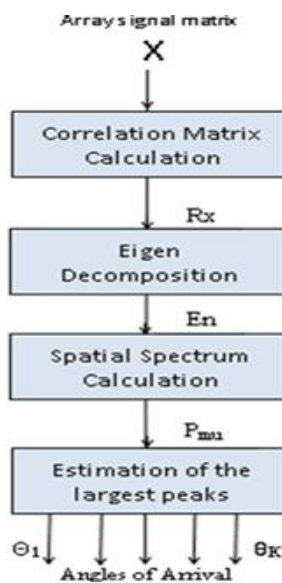 Array signal matrix
X
Correlation Matrix
Calculation
Rx
Eigen
Decomposition
En
Spatial Spectrum
Calculation
Pmu
Estimation of the
largest peaks
Θ1 θK
Angles of Arrival